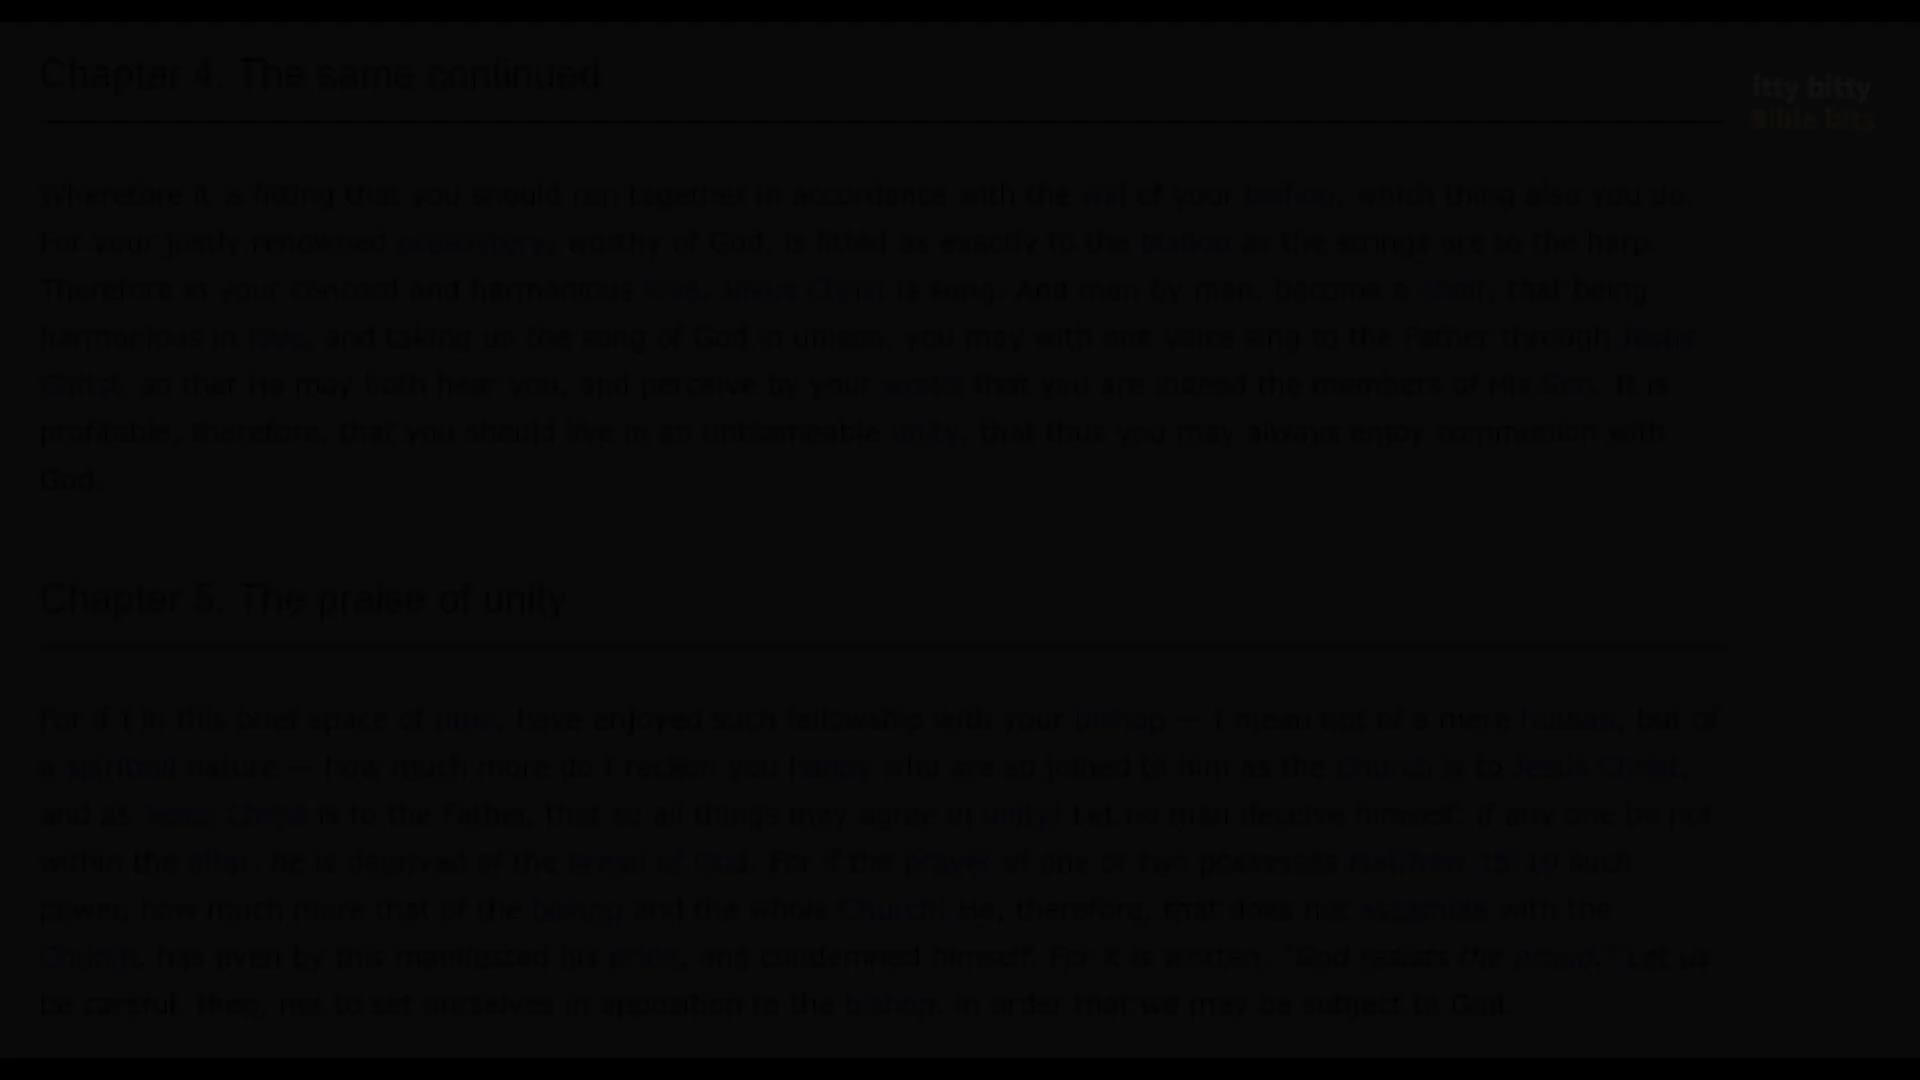 Chapter 4. The same continued
itty bitty
Bible bits
Wherefore it is fitting that you should run together in accordance with the will of your bishop, which thing also you do.
For your justly renowned presbytery, worthy of God, is fitted as exactly to the bishop as the strings are to the harp.
Therefore in your concord and harmonious love, Jesus Christ is sung. And man by man, become a choir, that being
harmonious in love, and taking up the song of God in unison, you may with one voice sing to the Father through Jesus
Christ, so that He may both hear you, and perceive by your works that you are indeed the members of His Son. It is
profitable, therefore, that you should live in an unblameable unity, that thus you may always enjoy communion with
God.
Chapter 5. The praise of unity
For if I in this brief space of time, have enjoyed such fellowship with your bishop — I mean not of a mere human, but of
a spiritual nature — how much more do I reckon you happy who are so joined to him as the Church is to Jesus Christ,
and as Jesus Christ is to the Father, that so all things may agree in unity! Let no man deceive himself: if any one be not
within the altar, he is deprived of the bread of God. For if the prayer of one or two possesses Matthew 18:19 such
power, how much more that of the bishop and the whole Church! He, therefore, that does not assemble with the
Church, has even by this manifested his pride, and condemned himself. For it is written, "God resists the proud." Let us
be careful, then, not to set ourselves in opposition to the bishop, in order that we may be subject to God.